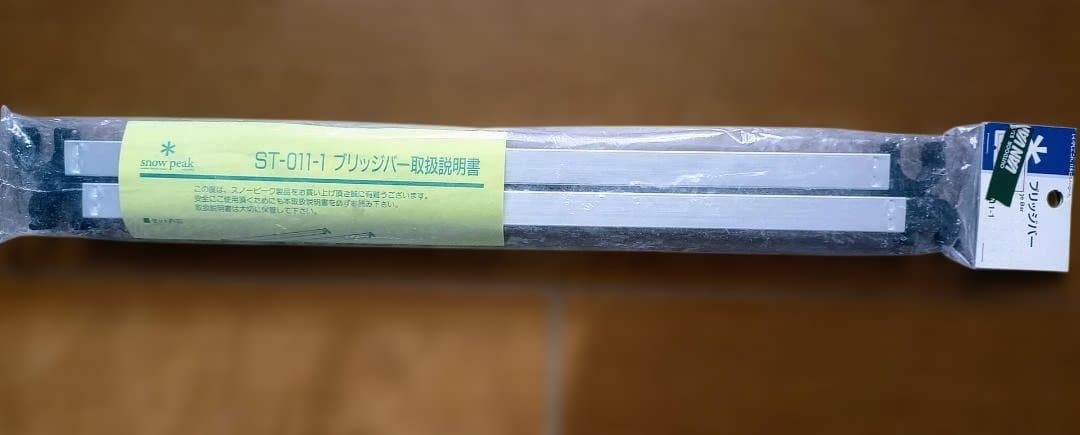 snow peak
ST-011-1 ブリッジバー取扱説明書
この度は、スノーピーク製品をお買い上げ頂き誠に有難うございます。
安全にご使用頂くためにも本取扱説明書を必ずお読み下さい。
取扱説明書は大切に保管して下さい。
■セット内容
ブリッジバー